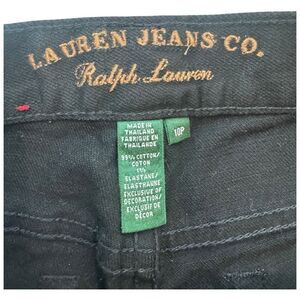 LAUREN JEANS CO.
Ralph Lauren
MADE IN
THAILAND
FABRIQUE EN
THAILANDE
99% COTTON/
COTON
1%
ELASTANE/
ELASTHANNE
EXCLUSIVE OF
DECORATION/
EXCLUSIF DE
DÉCOR
10P